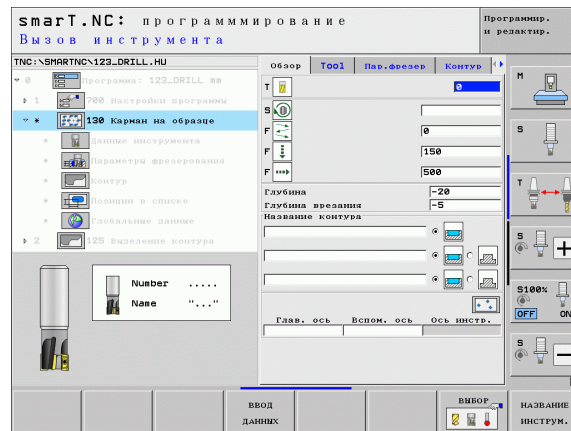 smarT.NC: программмирование
Программир. и редактир.
Вызов инструмента
TNC:\SMARTNC\123_DRILL.HU
0 Программа: 123_DRILL mm
1 700 Настройки программы
* 130 Карман на образце
* Данные инструмента
* Параметры фрезерования
* Контур
* Позиции в списке
* Глобальные данные
2 125 Выделение контура
Number .....
Name "..."
Обзор Tool Пар.фрезер Контур
T 0
S
F 0
F 150
F 500
Глубина -20
Глубина врезания -5
Название контура
Глав. ось Вспом. ось Ось инстр.
M
S
T
S
S100%
OFF ON
S
ВВОД ДАННЫХ
ВЫБОР
НАЗВАНИЕ ИНСТРУМ.